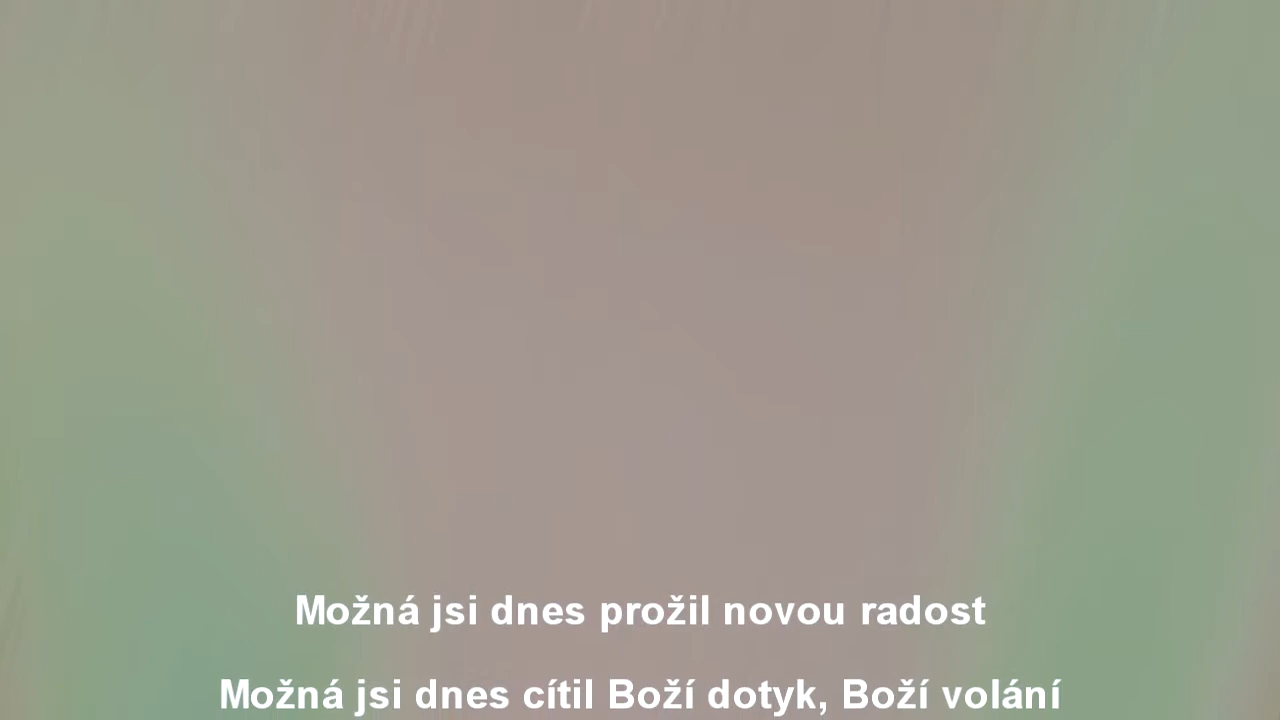 Možná jsi dnes prožil novou radost
Možná jsi dnes cítil Boží dotyk, Boží volání